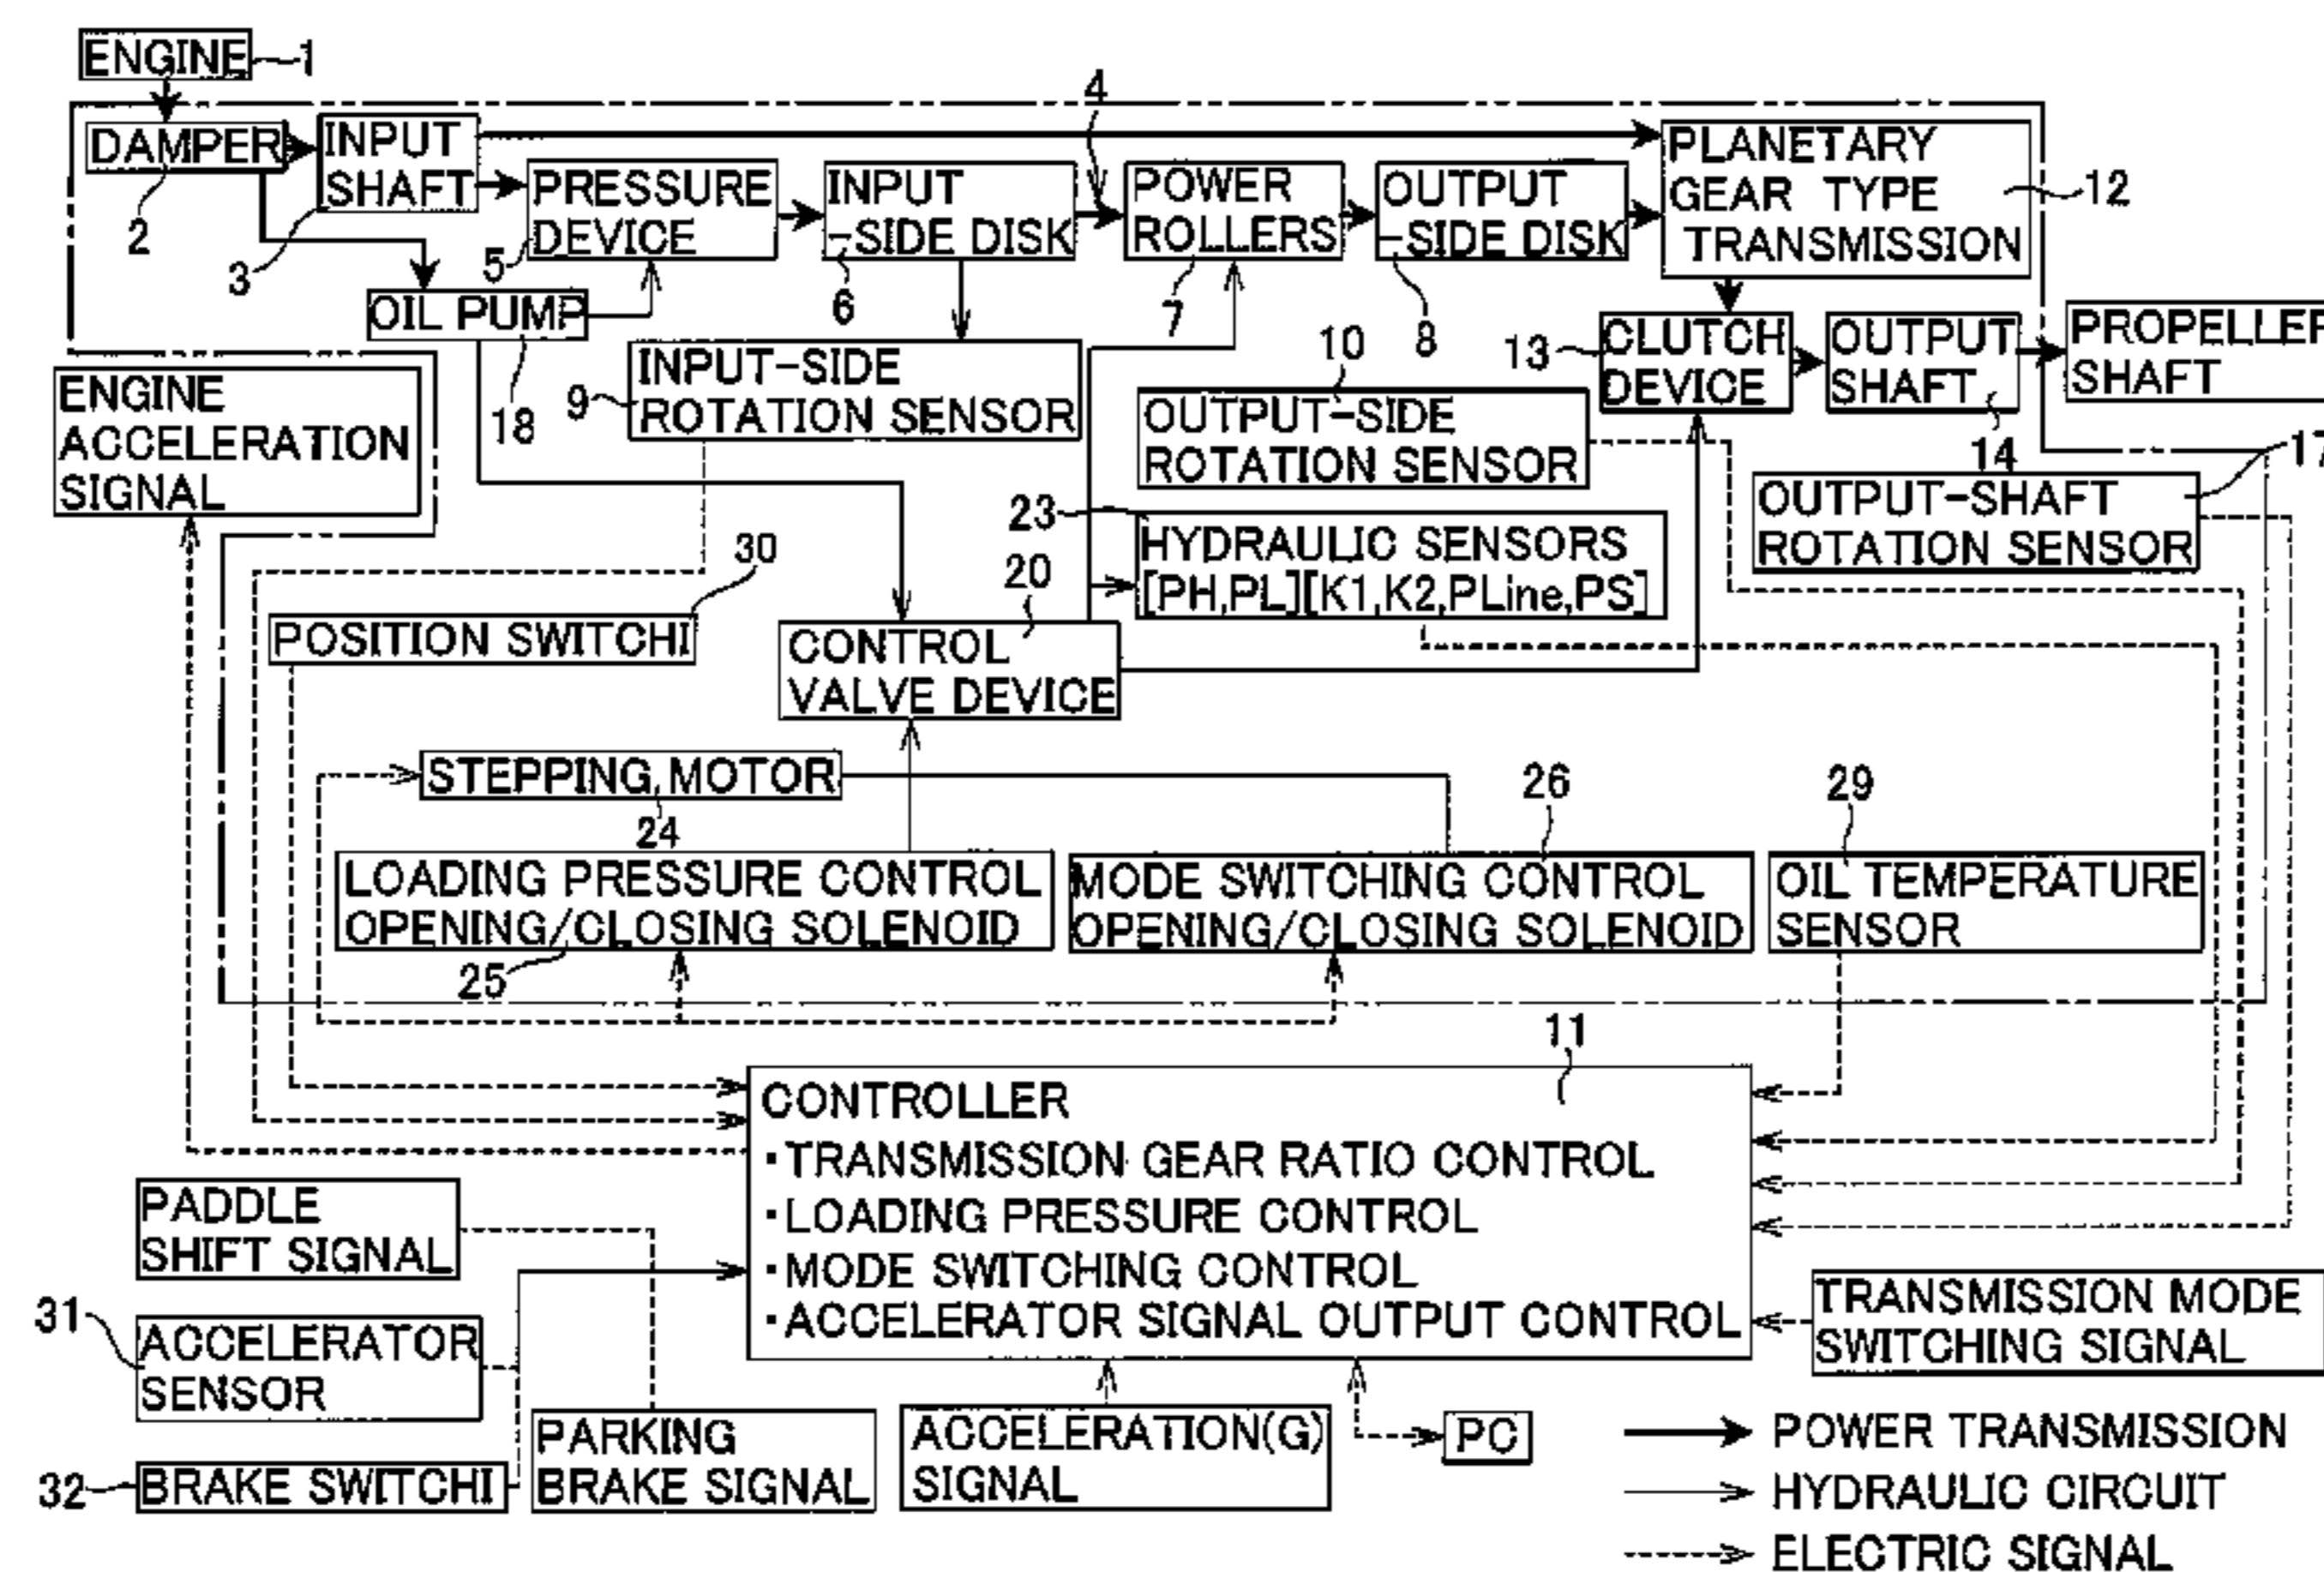 ENGINE
1
4
DAMPER
2
INPUT
SHAFT
3
PRESSURE
DEVICE
5
INPUT
-SIDE DISK
6
POWER
ROLLERS
7
OUTPUT
-SIDE DISK
8
PLANETARY
GEAR TYPE
TRANSMISSION
12
OIL PUMP
18
INPUT-SIDE
ROTATION SENSOR
9
10
OUTPUT-SIDE
ROTATION SENSOR
13
CLUTCH
DEVICE
OUTPUT
SHAFT
14
PROPELLER
SHAFT
ENGINE
ACCELERATION
SIGNAL
17
OUTPUT-SHAFT
ROTATION SENSOR
23
HYDRAULIC SENSORS
[PH,PL][K1,K2,PLine,PS]
30
POSITION SWITCHI
20
CONTROL
VALVE DEVICE
STEPPING MOTOR
24
LOADING PRESSURE CONTROL
OPENING/CLOSING SOLENOID
25
26
MODE SWITCHING CONTROL
OPENING/CLOSING SOLENOID
29
OIL TEMPERATURE
SENSOR
11
CONTROLLER
・TRANSMISSION GEAR RATIO CONTROL
・LOADING PRESSURE CONTROL
・MODE SWITCHING CONTROL
・ACCELERATOR SIGNAL OUTPUT CONTROL
PADDLE
SHIFT SIGNAL
31
ACCELERATOR
SENSOR
32
BRAKE SWITCHI
PARKING
BRAKE SIGNAL
ACCELERATION(G)
SIGNAL
PC
TRANSMISSION MODE
SWITCHING SIGNAL
POWER TRANSMISSION
HYDRAULIC CIRCUIT
ELECTRIC SIGNAL